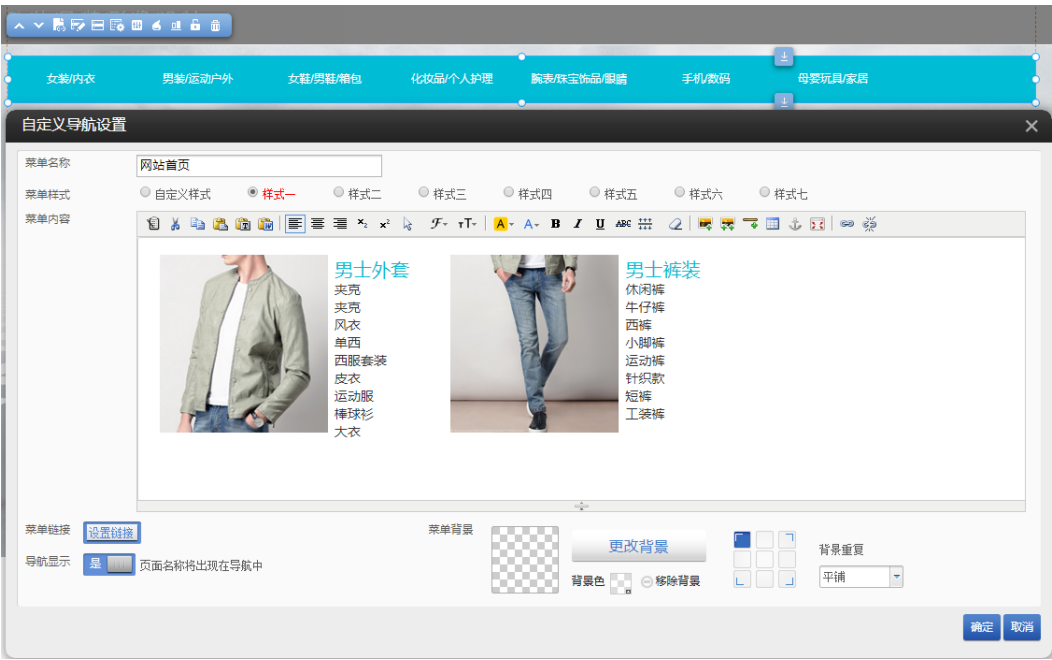 女装/内衣 男装/运动户外 女鞋/男鞋/箱包 化妆品/个人护理 腕表/珠宝饰品/眼睛 手机/数码 母婴玩具/家居
自定义导航设置
菜单名称 网站首页
菜单样式 自定义样式 样式一 样式二 样式三 样式四 样式五 样式六 样式七
菜单内容
男士外套
夹克
夹克
风衣
单西
西服套装
皮衣
运动服
棒球衫
大衣
男士裤装
休闲裤
牛仔裤
西裤
小脚裤
运动裤
针织款
短裤
工装裤
菜单链接 设置链接
导航显示 是 页面名称将出现在导航中
菜单背景 更改背景
背景色 移除背景
背景重复
平铺
确定 取消